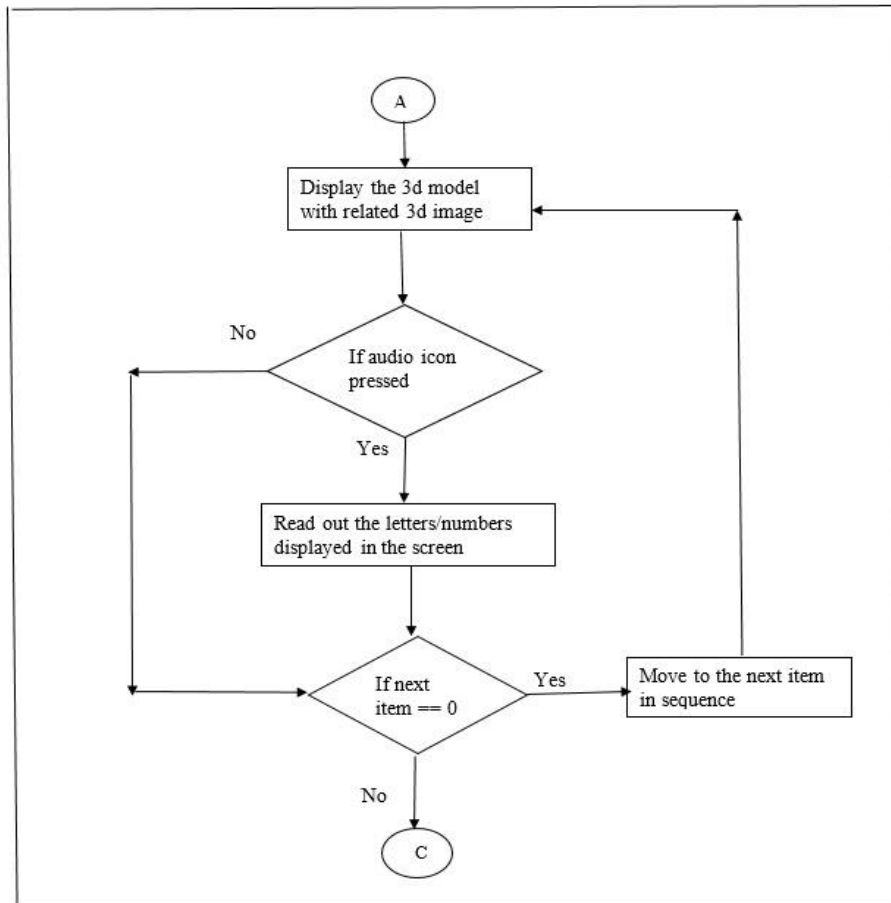 A
Display the 3d model
with related 3d image
No
If audio icon
pressed
Yes
Read out the letters/numbers
displayed in the screen
If next
item == 0
Yes
Move to the next item
in sequence
No
C